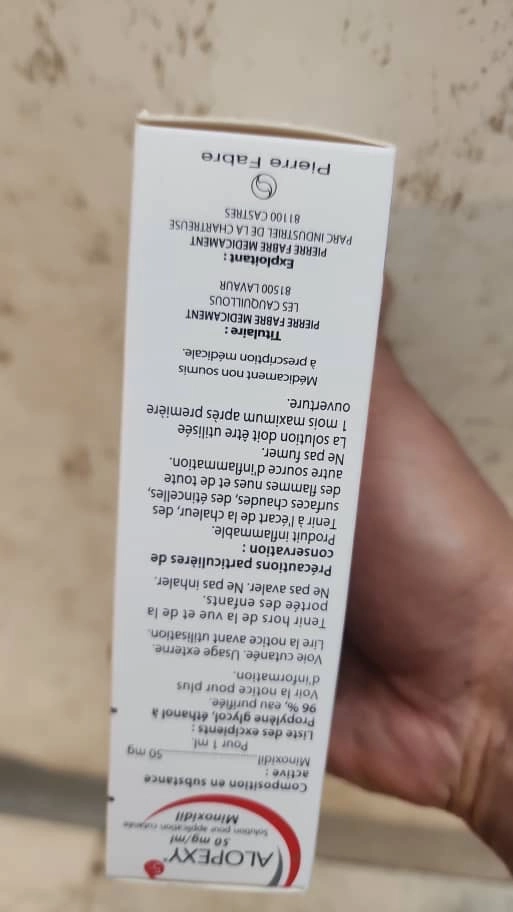 ALOPEXY®
50 mg/ml
Solution pour application cutanée
Minoxidil
Composition en substance
active :
Minoxidil 50 mg
Pour 1 ml.
Liste des excipients :
Propylène glycol, éthanol à
96 %, eau purifiée.
Voir la notice pour plus
d'information.
Voie cutanée. Usage externe.
Lire la notice avant utilisation.
Tenir hors de la vue et de la
portée des enfants.
Ne pas avaler. Ne pas inhaler.
Précautions particulières de
conservation :
Produit inflammable.
Tenir à l'écart de la chaleur, des
surfaces chaudes, des étincelles,
des flammes nues et de toute
autre source d'inflammation.
Ne pas fumer.
La solution doit être utilisée
1 mois maximum après première
ouverture.
Médicament non soumis
à prescription médicale.
Titulaire :
PIERRE FABRE MEDICAMENT
LES CAUQUILLOUS
81500 LAVAUR
Exploitant :
PIERRE FABRE MEDICAMENT
PARC INDUSTRIEL DE LA CHARTREUSE
81100 CASTRES
Pierre Fabre